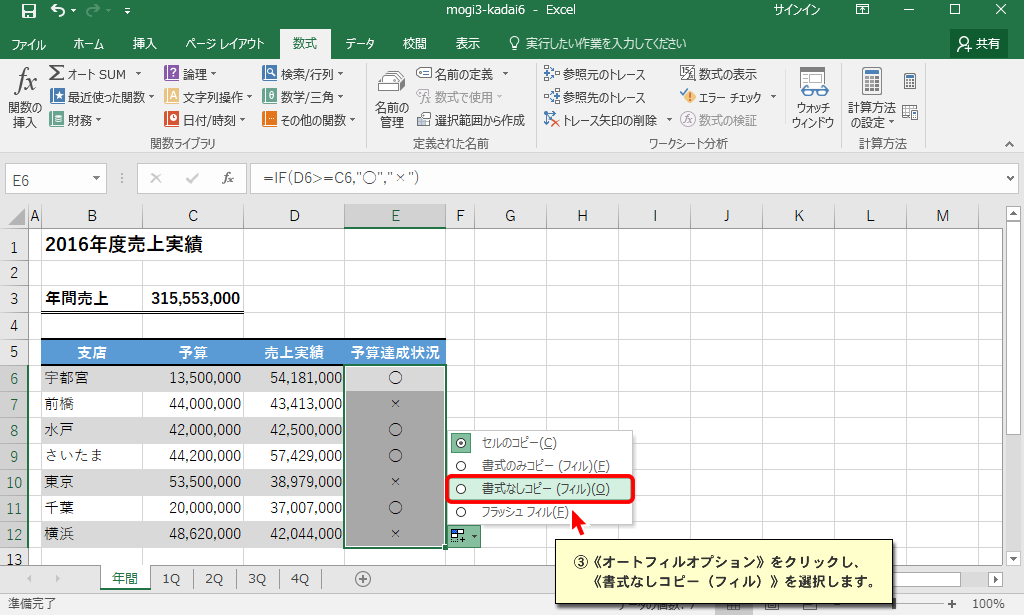 mogi3-kadai6 - Excel
サインイン
ファイル ホーム 挿入 ページ レイアウト 数式 データ 校閲 表示 実行したい作業を入力してください 共有
fx 関数の挿入
Σ オート SUM
最近使った関数
財務
論理
文字列操作
日付/時刻
検索/行列
数学/三角
その他の関数
関数ライブラリ
名前の管理
名前の定義
数式で使用
選択範囲から作成
定義された名前
参照元のトレース
参照先のトレース
トレース矢印の削除
数式の表示
エラー チェック
数式の検証
ワークシート分析
ウォッチ ウィンドウ
計算方法の設定
計算方法
E6 fx =IF(D6>=C6,"○","×")
A B C D E F G H I J K L M
1 2016年度売上実績
2
3 年間売上 315,553,000
4
5 支店 予算 売上実績 予算達成状況
6 宇都宮 13,500,000 54,181,000 ○
7 前橋 44,000,000 43,413,000 ×
8 水戸 42,000,000 42,500,000 ○
9 さいたま 44,200,000 57,429,000 ○
10 東京 53,500,000 38,979,000 ×
11 千葉 20,000,000 37,007,000 ○
12 横浜 48,620,000 42,044,000 ×
13
セルのコピー(C)
書式のみコピー (フィル)(F)
書式なしコピー (フィル)(O)
フラッシュ フィル(F)
③《オートフィルオプション》をクリックし、
《書式なしコピー（フィル）》を選択します。
年間 1Q 2Q 3Q 4Q
準備完了 100%